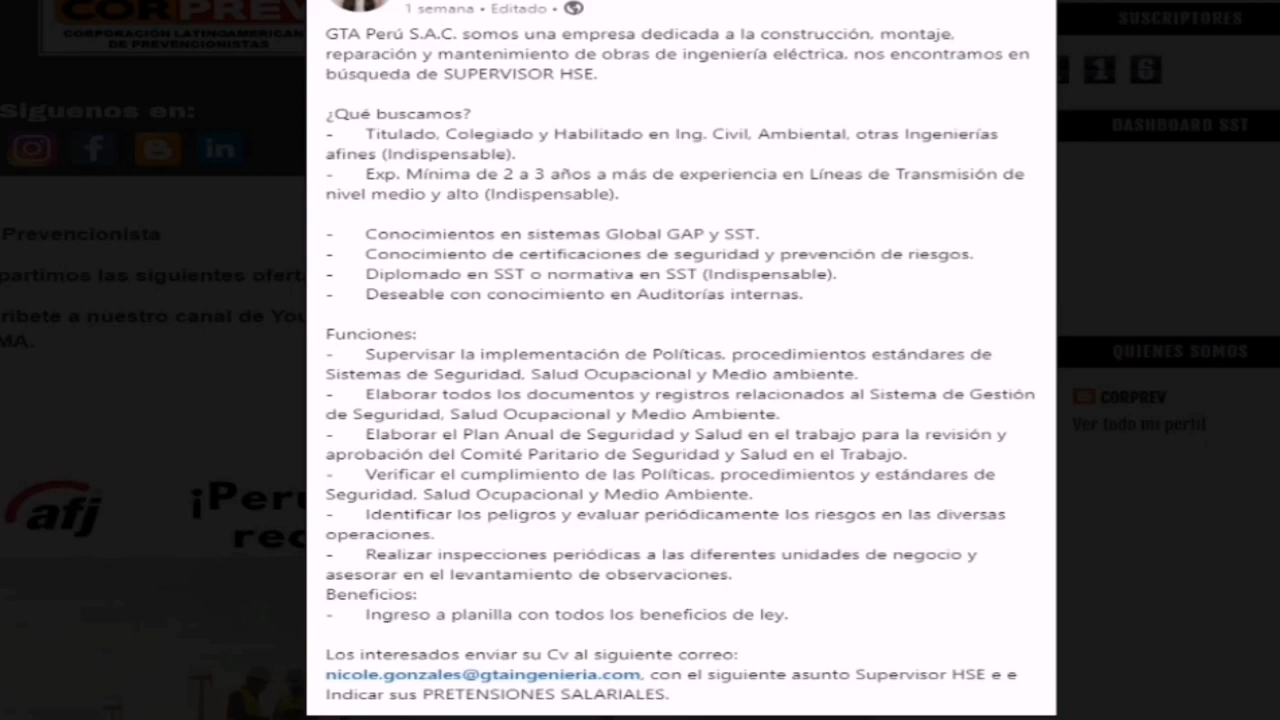 CORPREV
CORPORACIÓN LATINOAMERICAN
DE PREVENCIONISTAS
Síguenos en:
Prevencionista
partimos las siguientes ofert
ribete a nuestro canal de You
MA.
afj
¡Peru
rec
1 semana • Editado •
GTA Perú S.A.C. somos una empresa dedicada a la construcción, montaje,
reparación y mantenimiento de obras de ingeniería eléctrica, nos encontramos en
búsqueda de SUPERVISOR HSE.
¿Qué buscamos?
- Titulado, Colegiado y Habilitado en Ing. Civil, Ambiental, otras Ingenierías
afines (Indispensable).
- Exp. Mínima de 2 a 3 años a más de experiencia en Líneas de Transmisión de
nivel medio y alto (Indispensable).
- Conocimientos en sistemas Global GAP y SST.
- Conocimiento de certificaciones de seguridad y prevención de riesgos.
- Diplomado en SST o normativa en SST (Indispensable).
- Deseable con conocimiento en Auditorías internas.
Funciones:
- Supervisar la implementación de Políticas, procedimientos estándares de
Sistemas de Seguridad, Salud Ocupacional y Medio ambiente.
- Elaborar todos los documentos y registros relacionados al Sistema de Gestión
de Seguridad, Salud Ocupacional y Medio Ambiente.
- Elaborar el Plan Anual de Seguridad y Salud en el trabajo para la revisión y
aprobación del Comité Paritario de Seguridad y Salud en el Trabajo.
- Verificar el cumplimiento de las Políticas, procedimientos y estándares de
Seguridad, Salud Ocupacional y Medio Ambiente.
- Identificar los peligros y evaluar periódicamente los riesgos en las diversas
operaciones.
- Realizar inspecciones periódicas a las diferentes unidades de negocio y
asesorar en el levantamiento de observaciones.
Beneficios:
- Ingreso a planilla con todos los beneficios de ley.
Los interesados enviar su Cv al siguiente correo:
nicole.gonzales@gtaingenieria.com, con el siguiente asunto Supervisor HSE e e
Indicar sus PRETENSIONES SALARIALES.
SUSCRIPTORES
1 6
DASHBOARD SST
QUIENES SOMOS
CORPREV
Ver todo mi perfil